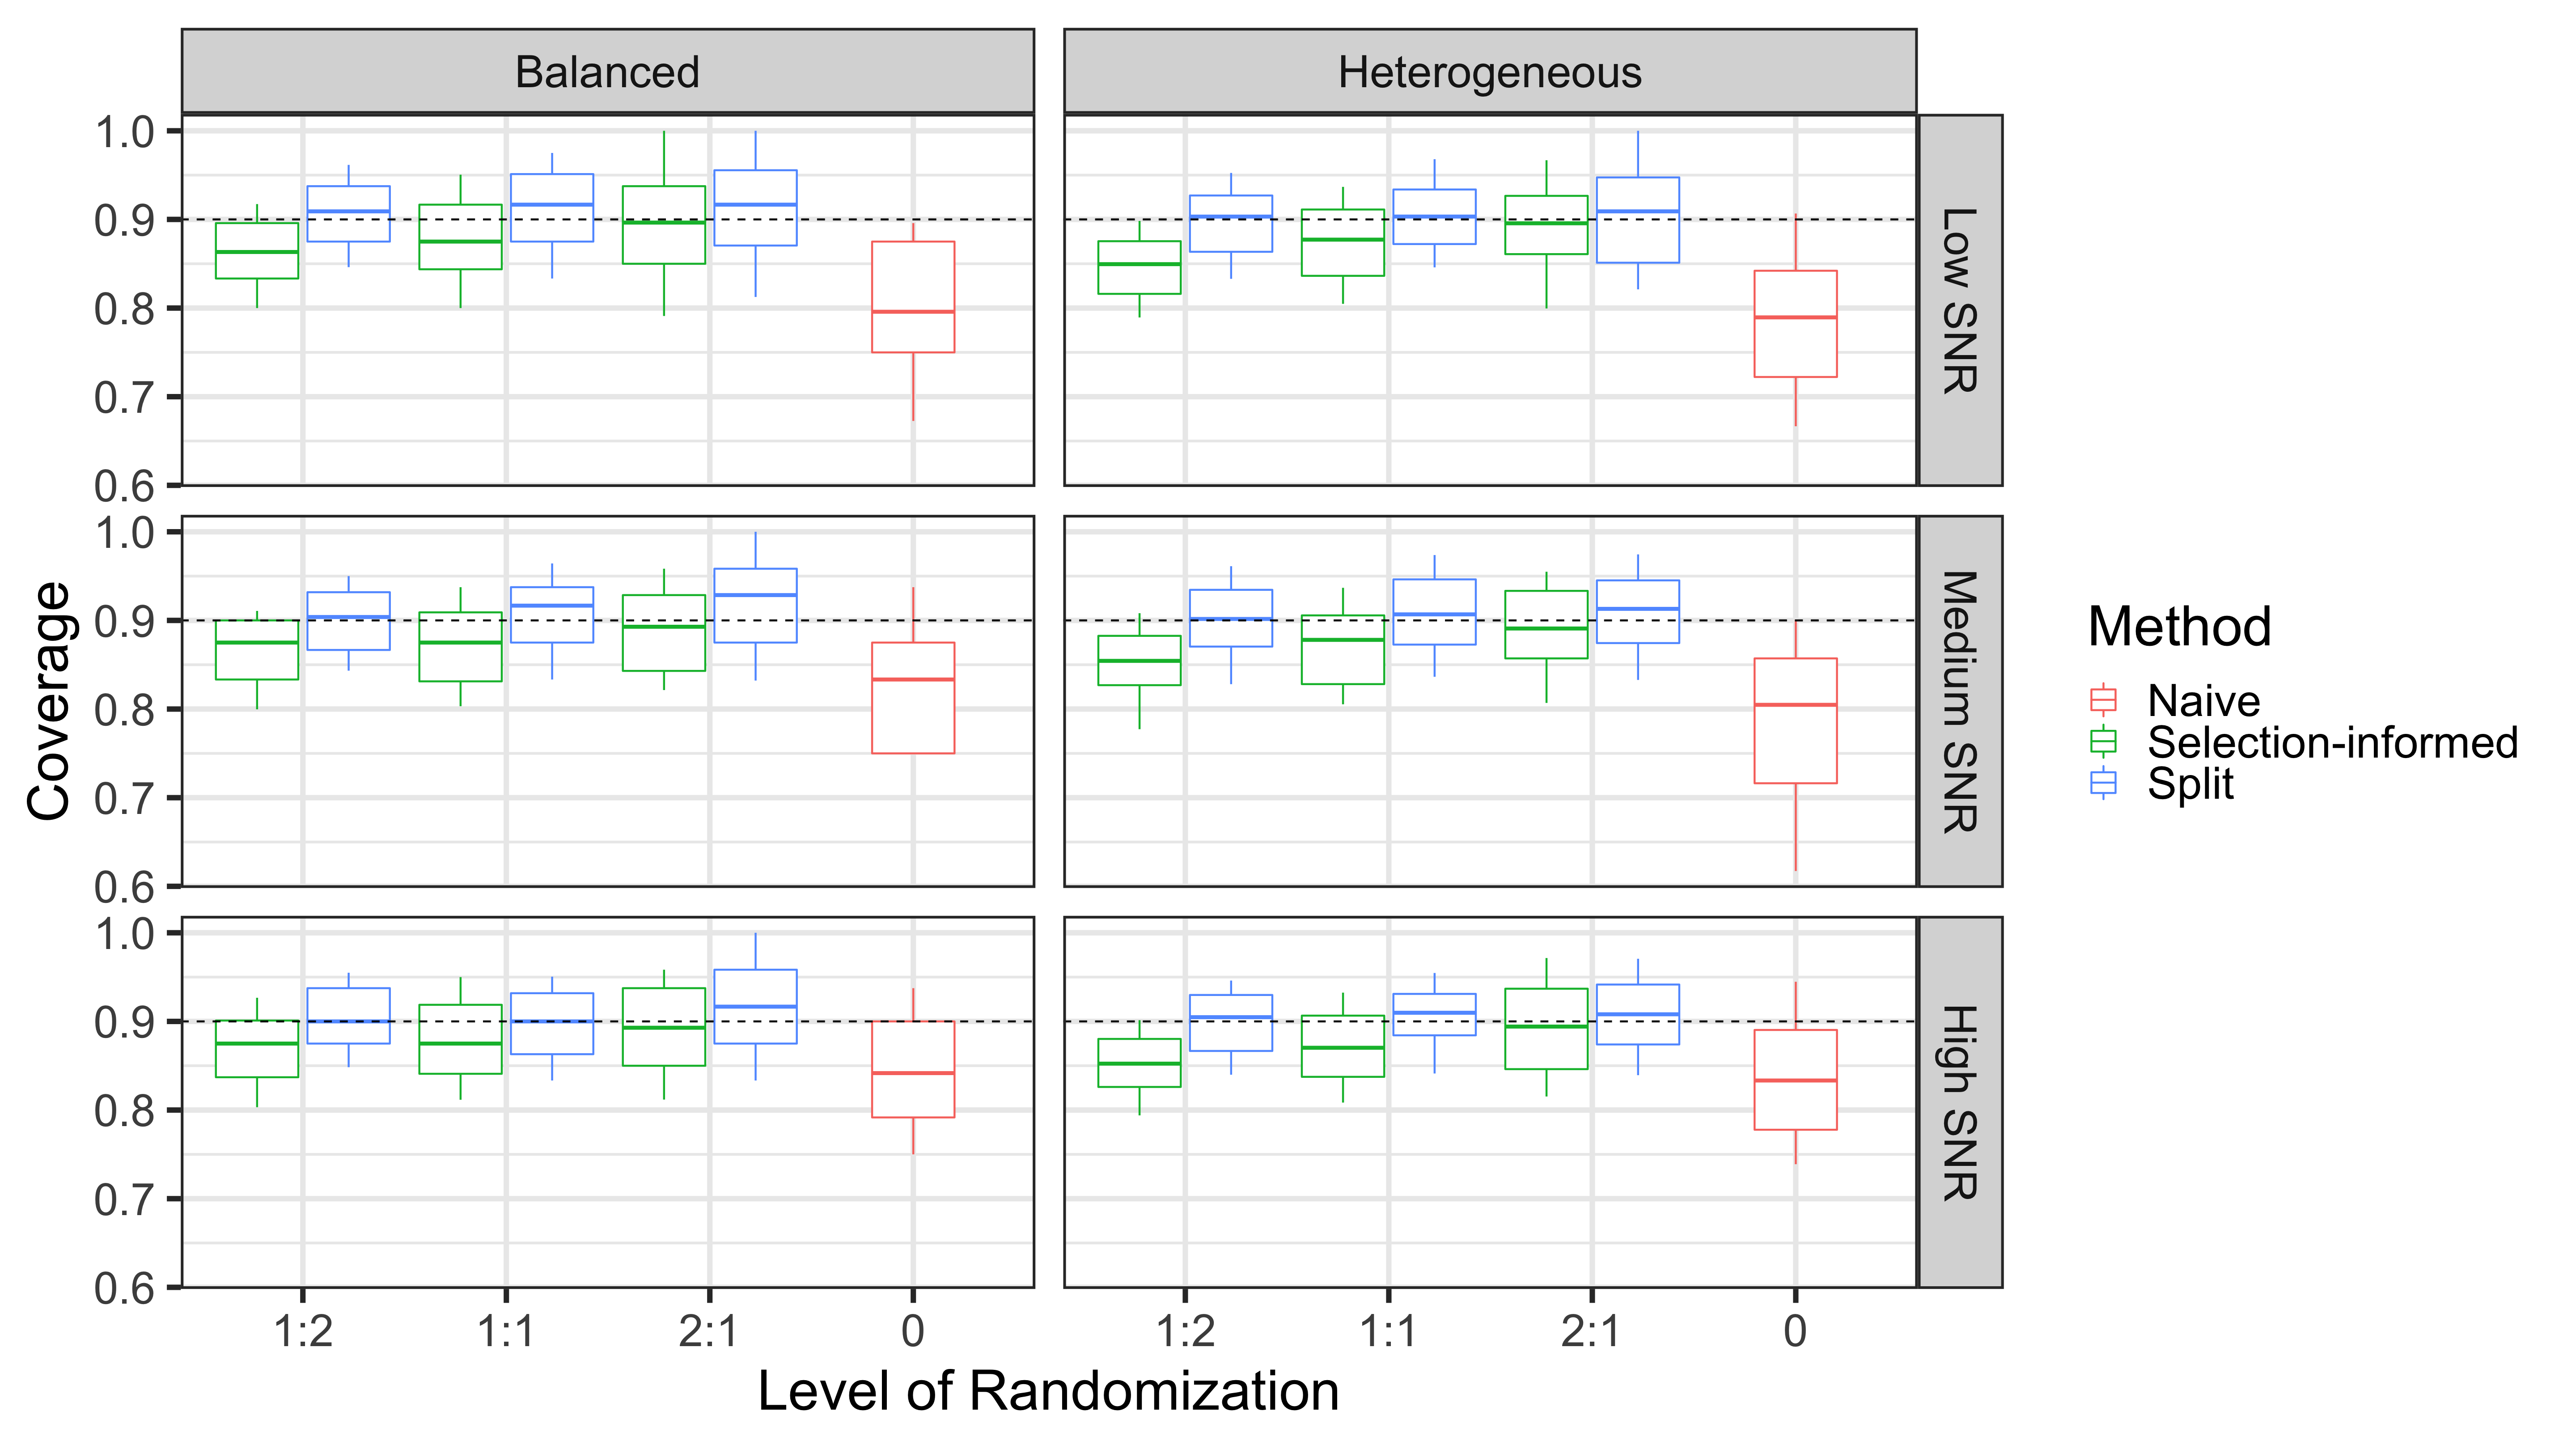 Balanced
Heterogeneous
1.0
0.9
0.8
0.7
0.6
Low SNR
1.0
0.9
0.8
0.7
0.6
Medium SNR
1.0
0.9
0.8
0.7
0.6
High SNR
Coverage
1:2
1:1
2:1
0
1:2
1:1
2:1
0
Level of Randomization
Method
Naive
Selection-informed
Split